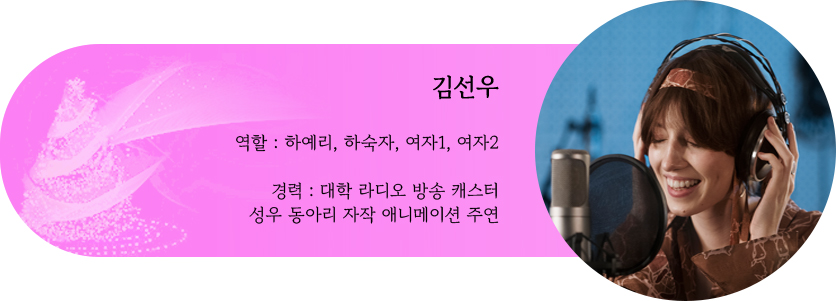 김선우
역할 : 하예리, 하숙자, 여자1, 여자2
경력 : 대학 라디오 방송 캐스터
성우 동아리 자작 애니메이션 주연